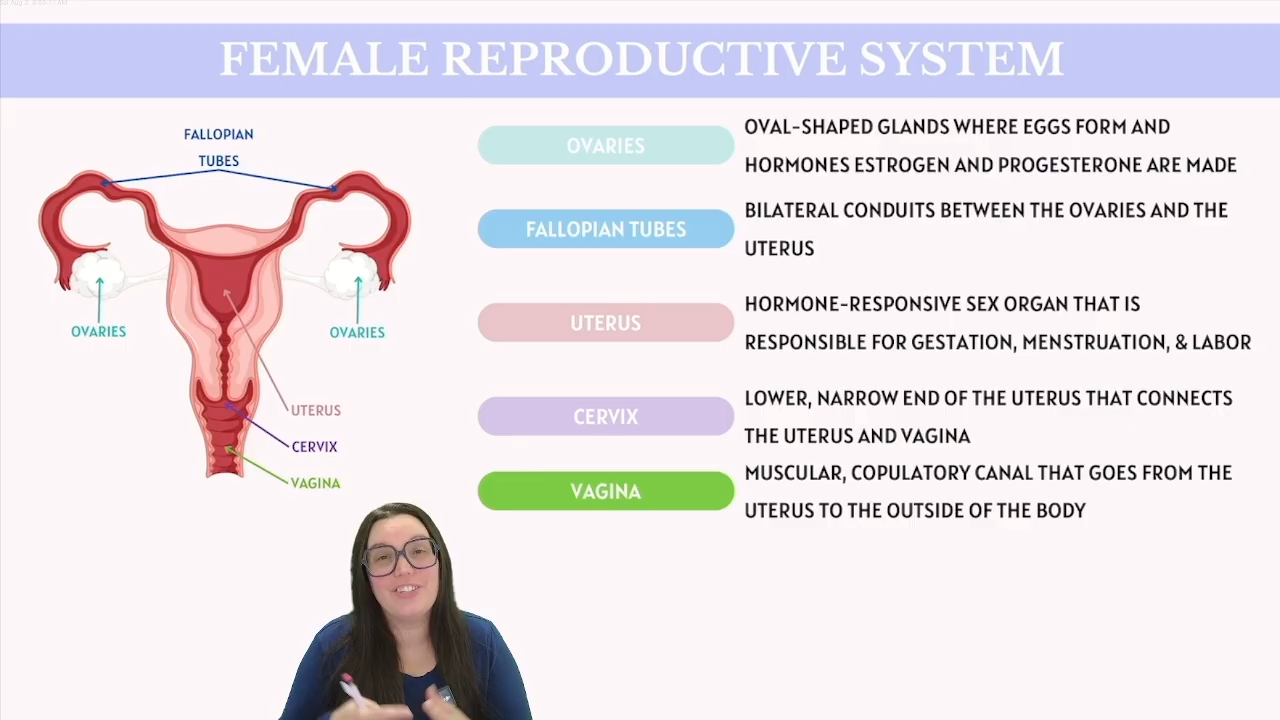 FEMALE REPRODUCTIVE SYSTEM
FALLOPIAN
TUBES
OVARIES
OVARIES
UTERUS
CERVIX
VAGINA
OVARIES
OVAL-SHAPED GLANDS WHERE EGGS FORM AND
HORMONES ESTROGEN AND PROGESTERONE ARE MADE
FALLOPIAN TUBES
BILATERAL CONDUITS BETWEEN THE OVARIES AND THE
UTERUS
UTERUS
HORMONE-RESPONSIVE SEX ORGAN THAT IS
RESPONSIBLE FOR GESTATION, MENSTRUATION, & LABOR
CERVIX
LOWER, NARROW END OF THE UTERUS THAT CONNECTS
THE UTERUS AND VAGINA
VAGINA
MUSCULAR, COPULATORY CANAL THAT GOES FROM THE
UTERUS TO THE OUTSIDE OF THE BODY